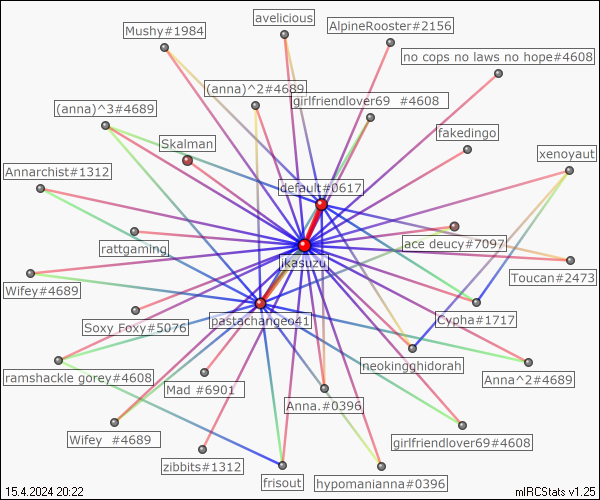 avelicious
Mushy#1984
AlpineRooster#2156
no cops no laws no hope#4608
(anna)^2#4689
girlfriendlover69  #4608
(anna)^3#4689
fakedingo
Skalman
xenoyaut
Annarchist#1312
default#0617
rattgaming
ace deucy#7097
ikasuzu
Toucan#2473
Wifey#4689
Soxy Foxy#5076
pastachangeo41
Cypha#1717
neokingghidorah
ramshackle gorey#4608
Mad #6901
Anna^2#4689
Anna.#0396
Wifey  #4689
girlfriendlover69#4608
zibbits#1312
frisout
hypomanianna#0396
15.4.2024 20:22
mIRCStats v1.25